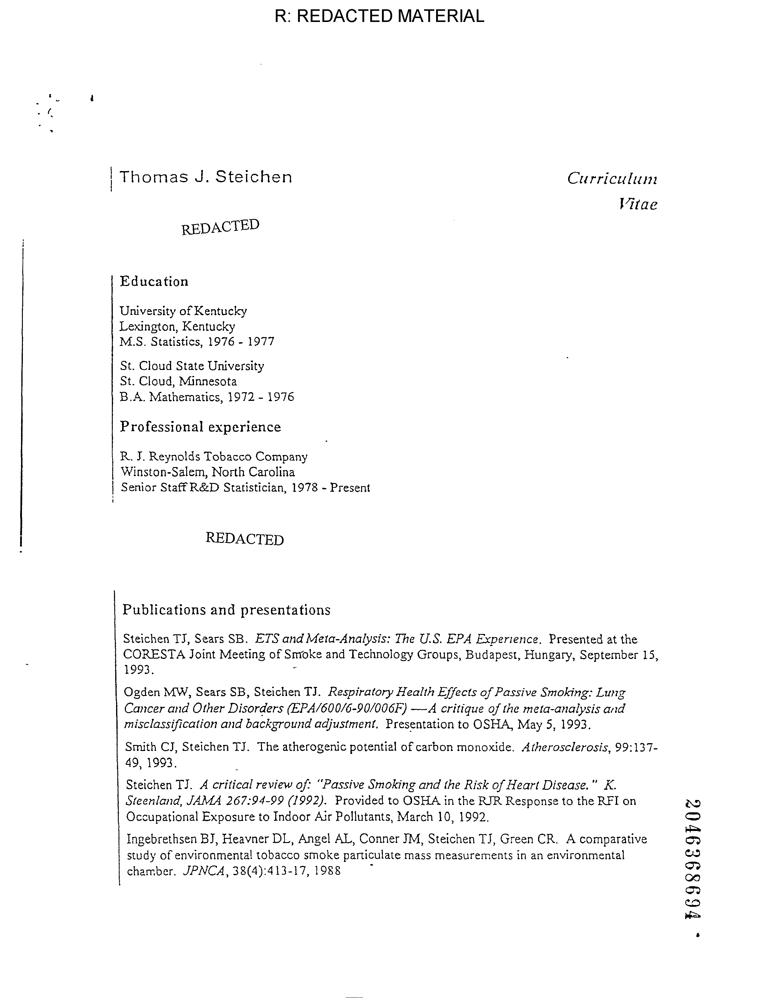 R: REDACTED MATERIAL
Thomas J. Steichen
Curriculum
Vitae
REDACTED
Education
University of Kentucky
Lexington, Kentucky
M.S. Statistics, 1976 - 1977
St. Cloud State University
St. Cloud, Minnesota
B.A. Mathematics, 1972 - 1976
Professional experience
R. J. Reynolds Tobacco Company
Winston-Salem, North Carolina
Senior Staff R&D Statistician, 1978 - Present
REDACTED
Publications and presentations
Steichen TJ, Sears SB. ETS and Meta-Analysis: The U.S. EPA Experience. Presented at the
CORESTA Joint Meeting of Smoke and Technology Groups, Budapest, Hungary, September 15,
1993.
Ogden MW, Sears SB, Steichen TJ. Respiratory Health Effects of Passive Smoking: Lung
Cancer and Other Disorders (EPA/600/6-90/006F) —A critique of the meta-analysis and
misclassification and background adjustment. Presentation to OSHA, May 5, 1993.
Smith CJ, Steichen TJ. The atherogenic potential of carbon monoxide. Atherosclerosis, 99:137-
49, 1993.
Steichen TJ. A critical review of: "Passive Smoking and the Risk of Heart Disease." K.
Steenland, JAMA 267:94-99 (1992). Provided to OSHA in the RJR Response to the RFI on
Occupational Exposure to Indoor Air Pollutants, March 10, 1992.
Ingebrethsen BJ, Heavner DL, Angel AL, Conner JM, Steichen TJ, Green CR. A comparative
study of environmental tobacco smoke particulate mass measurements in an environmental
chamber. JPNCA, 38(4):413-17, 1988
2046368694